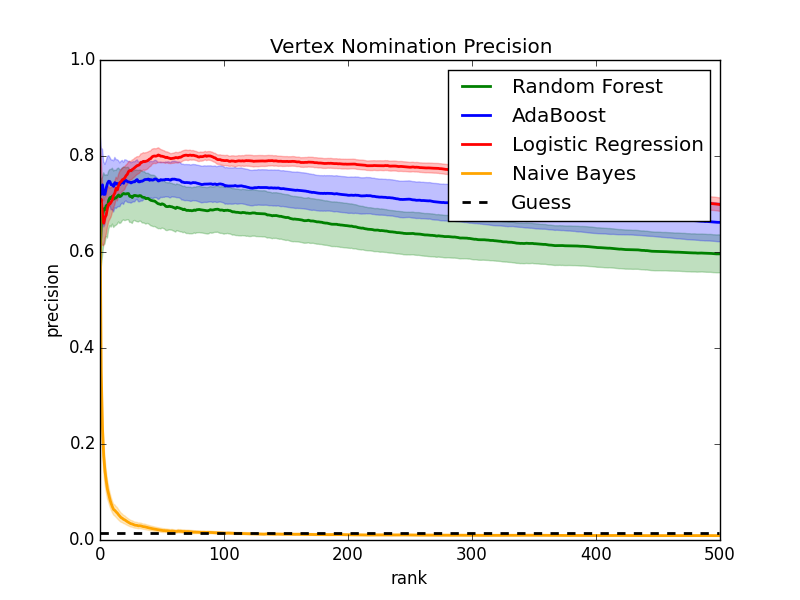 Vertex Nomination Precision
1.0
0.8
0.6
0.4
0.2
0.0
precision
Random Forest
AdaBoost
Logistic Regression
Naive Bayes
Guess
0 100 200 300 400 500
rank